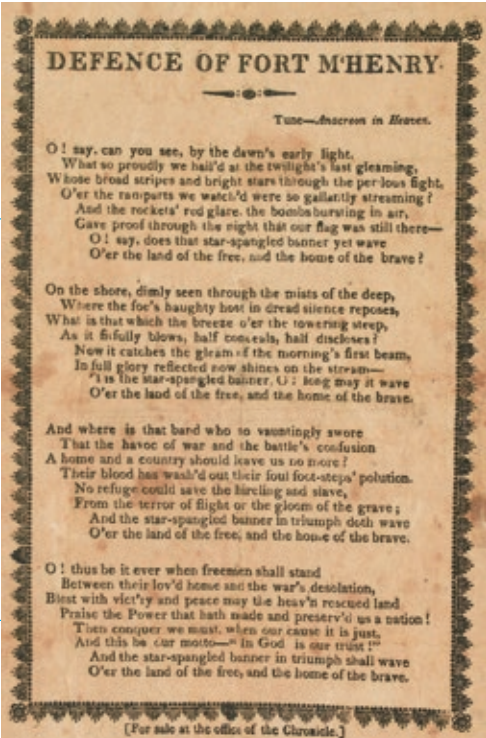 DEFENCE OF FORT M'HENRY.
Tune—Anacreon in Heaven.
O! say, can you see, by the dawn's early light,
What so proudly we hail'd at the twilight's last gleaming,
Whose broad stripes and bright stars through the perilous fight,
O'er the ramparts we watch'd were so gallantly streaming?
And the rockets' red glare, the bombs bursting in air,
Gave proof through the night that our flag was still there—
O! say, does that star-spangled banner yet wave
O'er the land of the free, and the home of the brave?
On the shore, dimly seen through the mists of the deep,
Where the foe's haughty host in dread silence reposes,
What is that which the breeze o'er the towering steep,
As it fitfully blows, half conceals, half discloses?
Now it catches the gleam of the morning's first beam,
In full glory reflected now shines on the stream—
'Tis the star-spangled banner, O! long may it wave
O'er the land of the free, and the home of the brave.
And where is that band who so vauntingly swore
That the havoc of war and the battle's confusion
A home and a country should leave us no more?
Their blood has wash'd out their foul foot-steps' polution.
No refuge could save the hireling and slave,
From the terror of flight or the gloom of the grave;
And the star-spangled banner in triumph doth wave
O'er the land of the free, and the home of the brave.
O! thus be it ever when freemen shall stand
Between their lov'd home and the war's desolation,
Blest with vict'ry and peace may the heav'n rescued land
Praise the Power that hath made and preserv'd us a nation!
Then conquer we must, when our cause it is just,
And this be our motto—"In God is our trust!"
And the star-spangled banner in triumph shall wave
O'er the land of the free, and the home of the brave.
[For sale at the office of the Chronicle.]